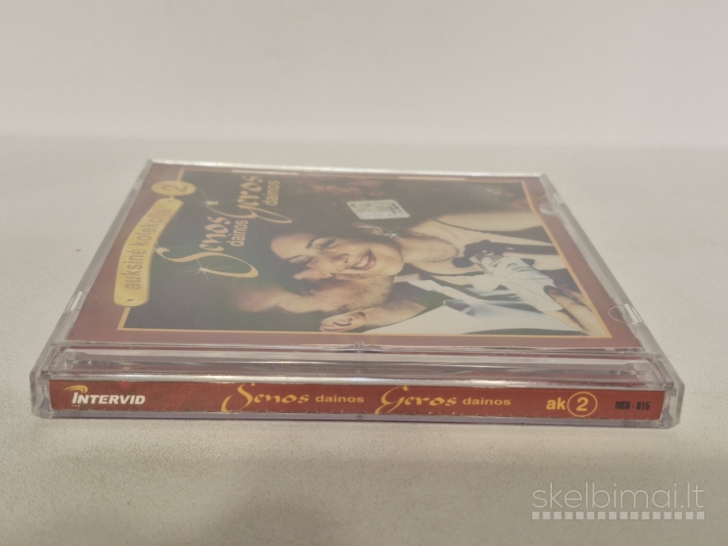 auksinė kolekcija 2
Senos
dainos
Geros
dainos
INTERVID Senos dainos Geros dainos ak 2
skelbimai.lt